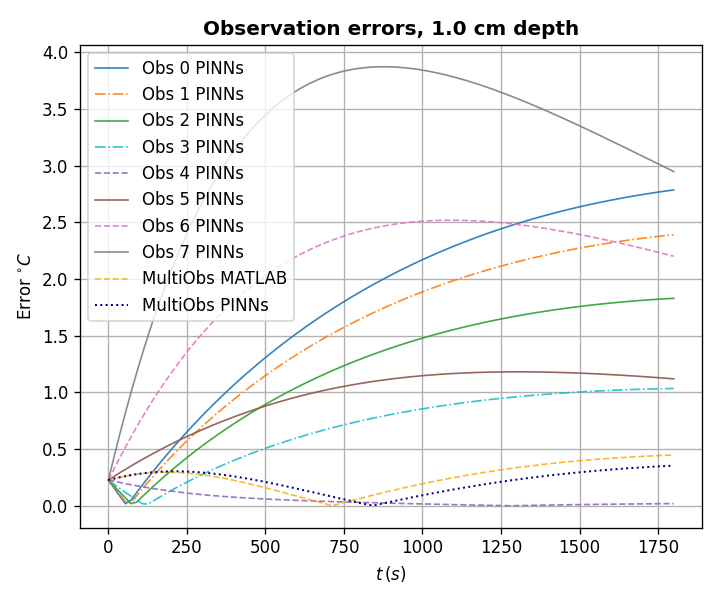 Observation errors, 1.0 cm depth
4.0
3.5
3.0
2.5
2.0
1.5
1.0
0.5
0.0
Error °C
Obs 0 PINNs
Obs 1 PINNs
Obs 2 PINNs
Obs 3 PINNs
Obs 4 PINNs
Obs 5 PINNs
Obs 6 PINNs
Obs 7 PINNs
MultiObs MATLAB
MultiObs PINNs
0 250 500 750 1000 1250 1500 1750
t (s)